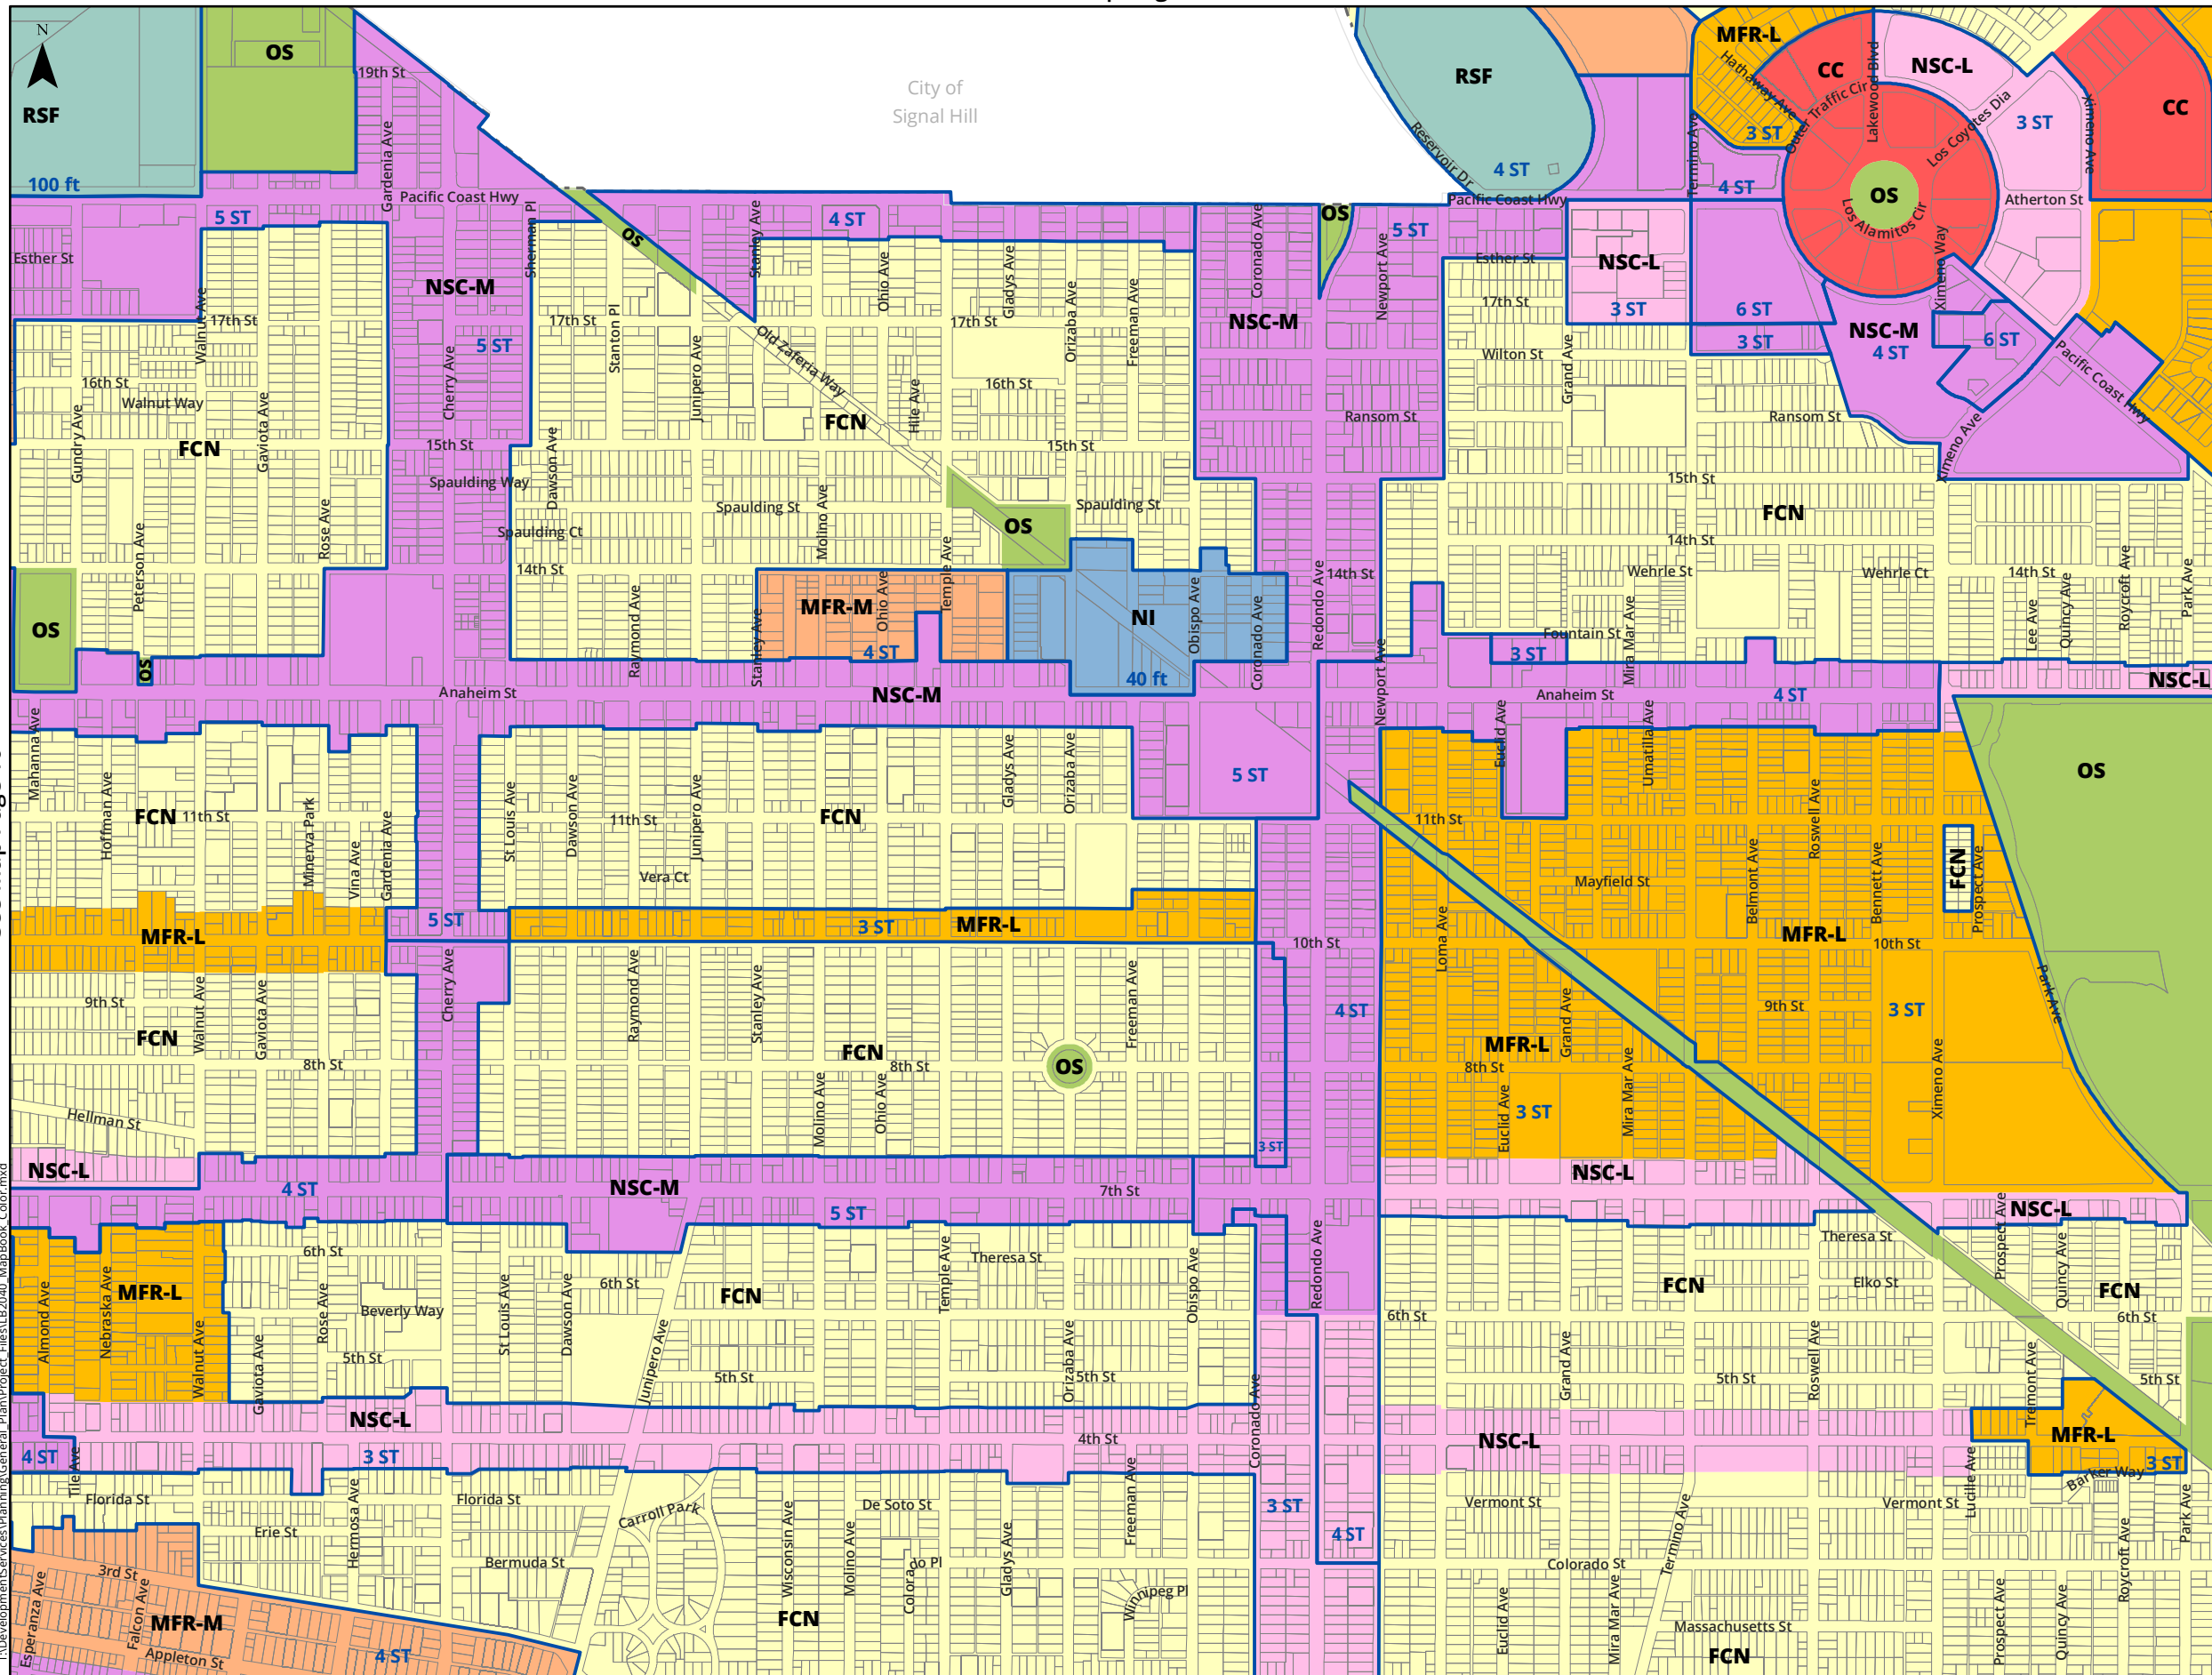 N
OS
19th St
RSF
100 ft
Gardenia Ave
Pacific Coast Hwy
5 ST
Esther St
NSC-M
Sherman Pl
OS
Stanley Ave
4 ST
City of
Signal Hill
RSF
Reservoir Dr
4 ST
Pacific Coast Hwy
MFR-L
Hathaway Ave
3 ST
CC
Outer Traffic Cir
Lakewood Blvd
NSC-L
Los Coyotes Dia
3 ST
Ximeno Ave
CC
Termino Ave
4 ST
OS
Los Alamitos Cir
Atherton St
Ximeno Way
Walnut Ave
17th St
5 ST
17th St
Stanton Pl
Ohio Ave
Gladys Ave
17th St
Orizaba Ave
Freeman Ave
Coronado Ave
NSC-M
OS
Newport Ave
5 ST
Esther St
17th St
NSC-L
3 ST
6 ST
3 ST
NSC-M
4 ST
6 ST
Pacific Coast Hwy
16th St
Walnut Way
Gundry Ave
FCN
Gaviota Ave
Cherry Ave
15th St
Spaulding Way
Junipero Ave
Old Zaferia Way
FCN
Hile Ave
16th St
15th St
Wilton St
Grand Ave
Ransom St
Ransom St
Ximeno Ave
15th St
FCN
Peterson Ave
Rose Ave
Dawson Ave
Spaulding Ct
14th St
Spaulding St
Molino Ave
OS
Spaulding St
14th St
Redondo Ave
14th St
Wehrle St
Wehrle Ct
14th St
Roycroft Ave
Park Ave
OS
OS
Raymond Ave
Stanley Ave
MFR-M
Ohio Ave
4 ST
Temple Ave
NI
Obispo Ave
40 ft
Coronado Ave
Newport Ave
Fountain St
3 ST
Mira Mar Ave
Lee Ave
Quincy Ave
NSC-L
Anaheim St
NSC-M
Anaheim St
4 ST
Mahanna Ave
Hoffman Ave
FCN
11th St
Minerva Park
Vina Ave
Gardenia Ave
St Louis Ave
Dawson Ave
11th St
Junipero Ave
Vera Ct
FCN
Gladys Ave
Orizaba Ave
5 ST
Euclid Ave
Umatilla Ave
11th St
Mayfield St
Roswell Ave
Belmont Ave
Bennett Ave
FCN
Prospect Ave
OS
MFR-L
5 ST
3 ST
MFR-L
10th St
Loma Ave
MFR-L
10th St
9th St
FCN
Walnut Ave
Gaviota Ave
8th St
Cherry Ave
Raymond Ave
Stanley Ave
FCN
8th St
OS
Freeman Ave
4 ST
Grand Ave
MFR-L
8th St
9th St
3 ST
Park Ave
Hellman St
Molino Ave
Ohio Ave
3 ST
Euclid Ave
3 ST
Mira Mar Ave
Ximeno Ave
NSC-L
4 ST
NSC-M
5 ST
7th St
NSC-L
NSC-L
Almond Ave
Nebraska Ave
MFR-L
Walnut Ave
6th St
Gaviota Ave
Rose Ave
Beverly Way
5th St
St Louis Ave
Dawson Ave
6th St
Junipero Ave
FCN
5th St
Temple Ave
Theresa St
Orizaba Ave
5th St
Obispo Ave
Redondo Ave
6th St
Grand Ave
FCN
5th St
Theresa St
Elko St
Roswell Ave
Prospect Ave
Quincy Ave
FCN
6th St
5th St
NSC-L
4 ST
Tile Ave
3 ST
4th St
Coronado Ave
NSC-L
Tremont Ave
MFR-L
3 ST
Barker Way
Lucille Ave
Florida St
Erie St
Hermosa Ave
Florida St
Bermuda St
Carroll Park
Wisconsin Ave
De Soto St
Molino Ave
Gladys Ave
Freeman Ave
Winnipeg Pl
3 ST
4 ST
Vermont St
Colorado St
Termino Ave
Vermont St
Park Ave
Roycroft Ave
3rd St
Esperanza Ave
Falcon Ave
MFR-M
Appleton St
4 ST
FCN
Euclid Ave
Mira Mar Ave
Massachusetts St
FCN
Prospect Ave
Quincy Ave